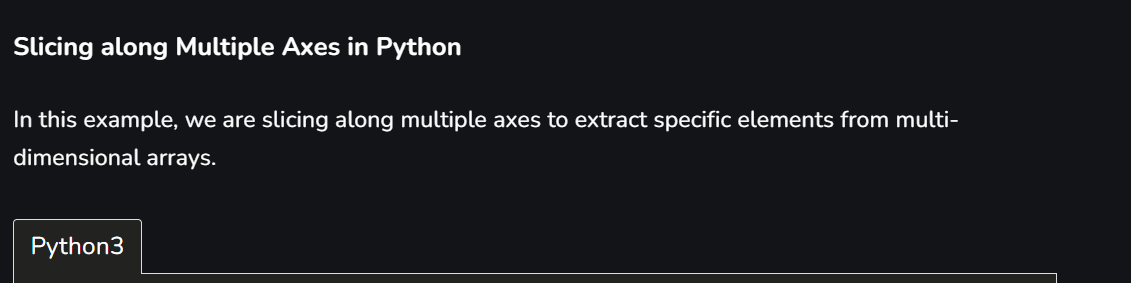 Slicing along Multiple Axes in Python
In this example, we are slicing along multiple axes to extract specific elements from multi-
dimensional arrays.
Python3